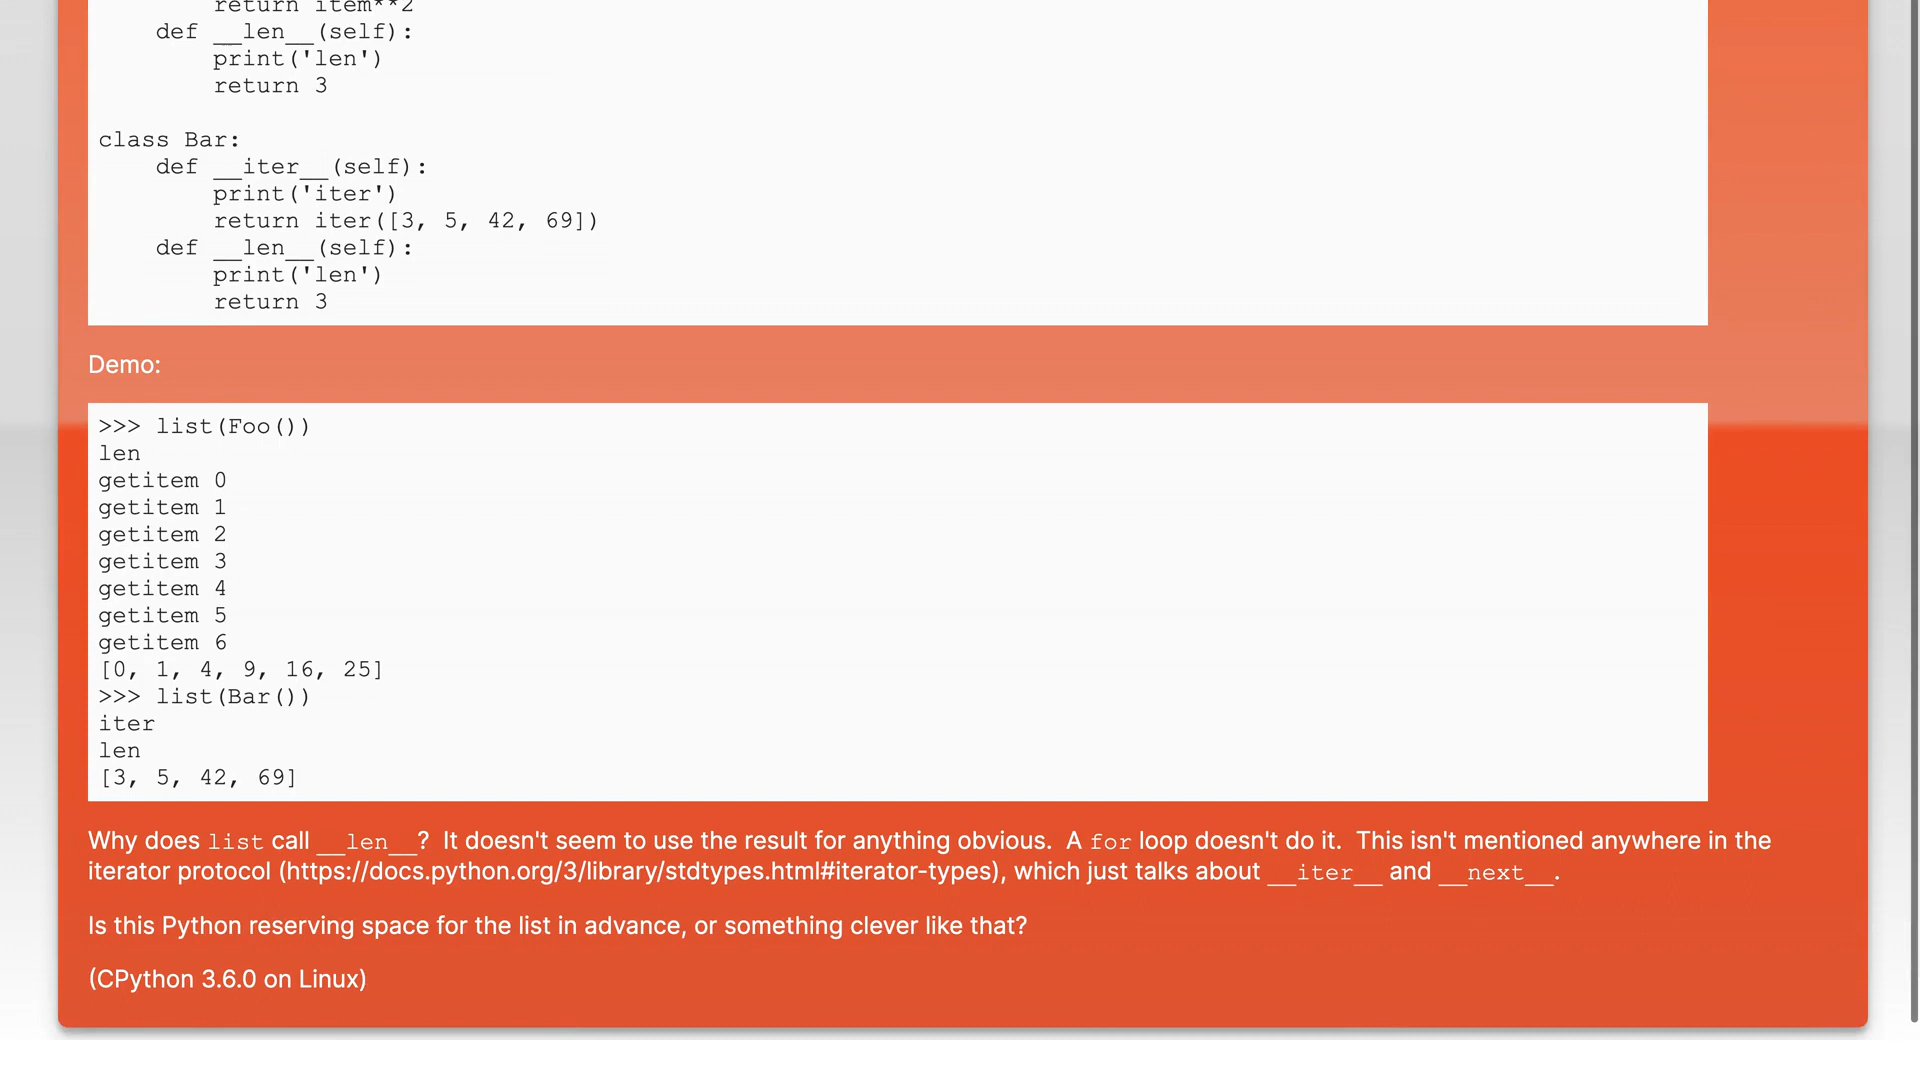 return item**2
    def __len__(self):
        print('len')
        return 3

class Bar:
    def __iter__(self):
        print('iter')
        return iter([3, 5, 42, 69])
    def __len__(self):
        print('len')
        return 3
Demo:
>>> list(Foo())
len
getitem 0
getitem 1
getitem 2
getitem 3
getitem 4
getitem 5
getitem 6
[0, 1, 4, 9, 16, 25]
>>> list(Bar())
iter
len
[3, 5, 42, 69]
Why does list call __len__? It doesn't seem to use the result for anything obvious. A for loop doesn't do it. This isn't mentioned anywhere in the
iterator protocol (https://docs.python.org/3/library/stdtypes.html#iterator-types), which just talks about __iter__ and __next__.
Is this Python reserving space for the list in advance, or something clever like that?
(CPython 3.6.0 on Linux)